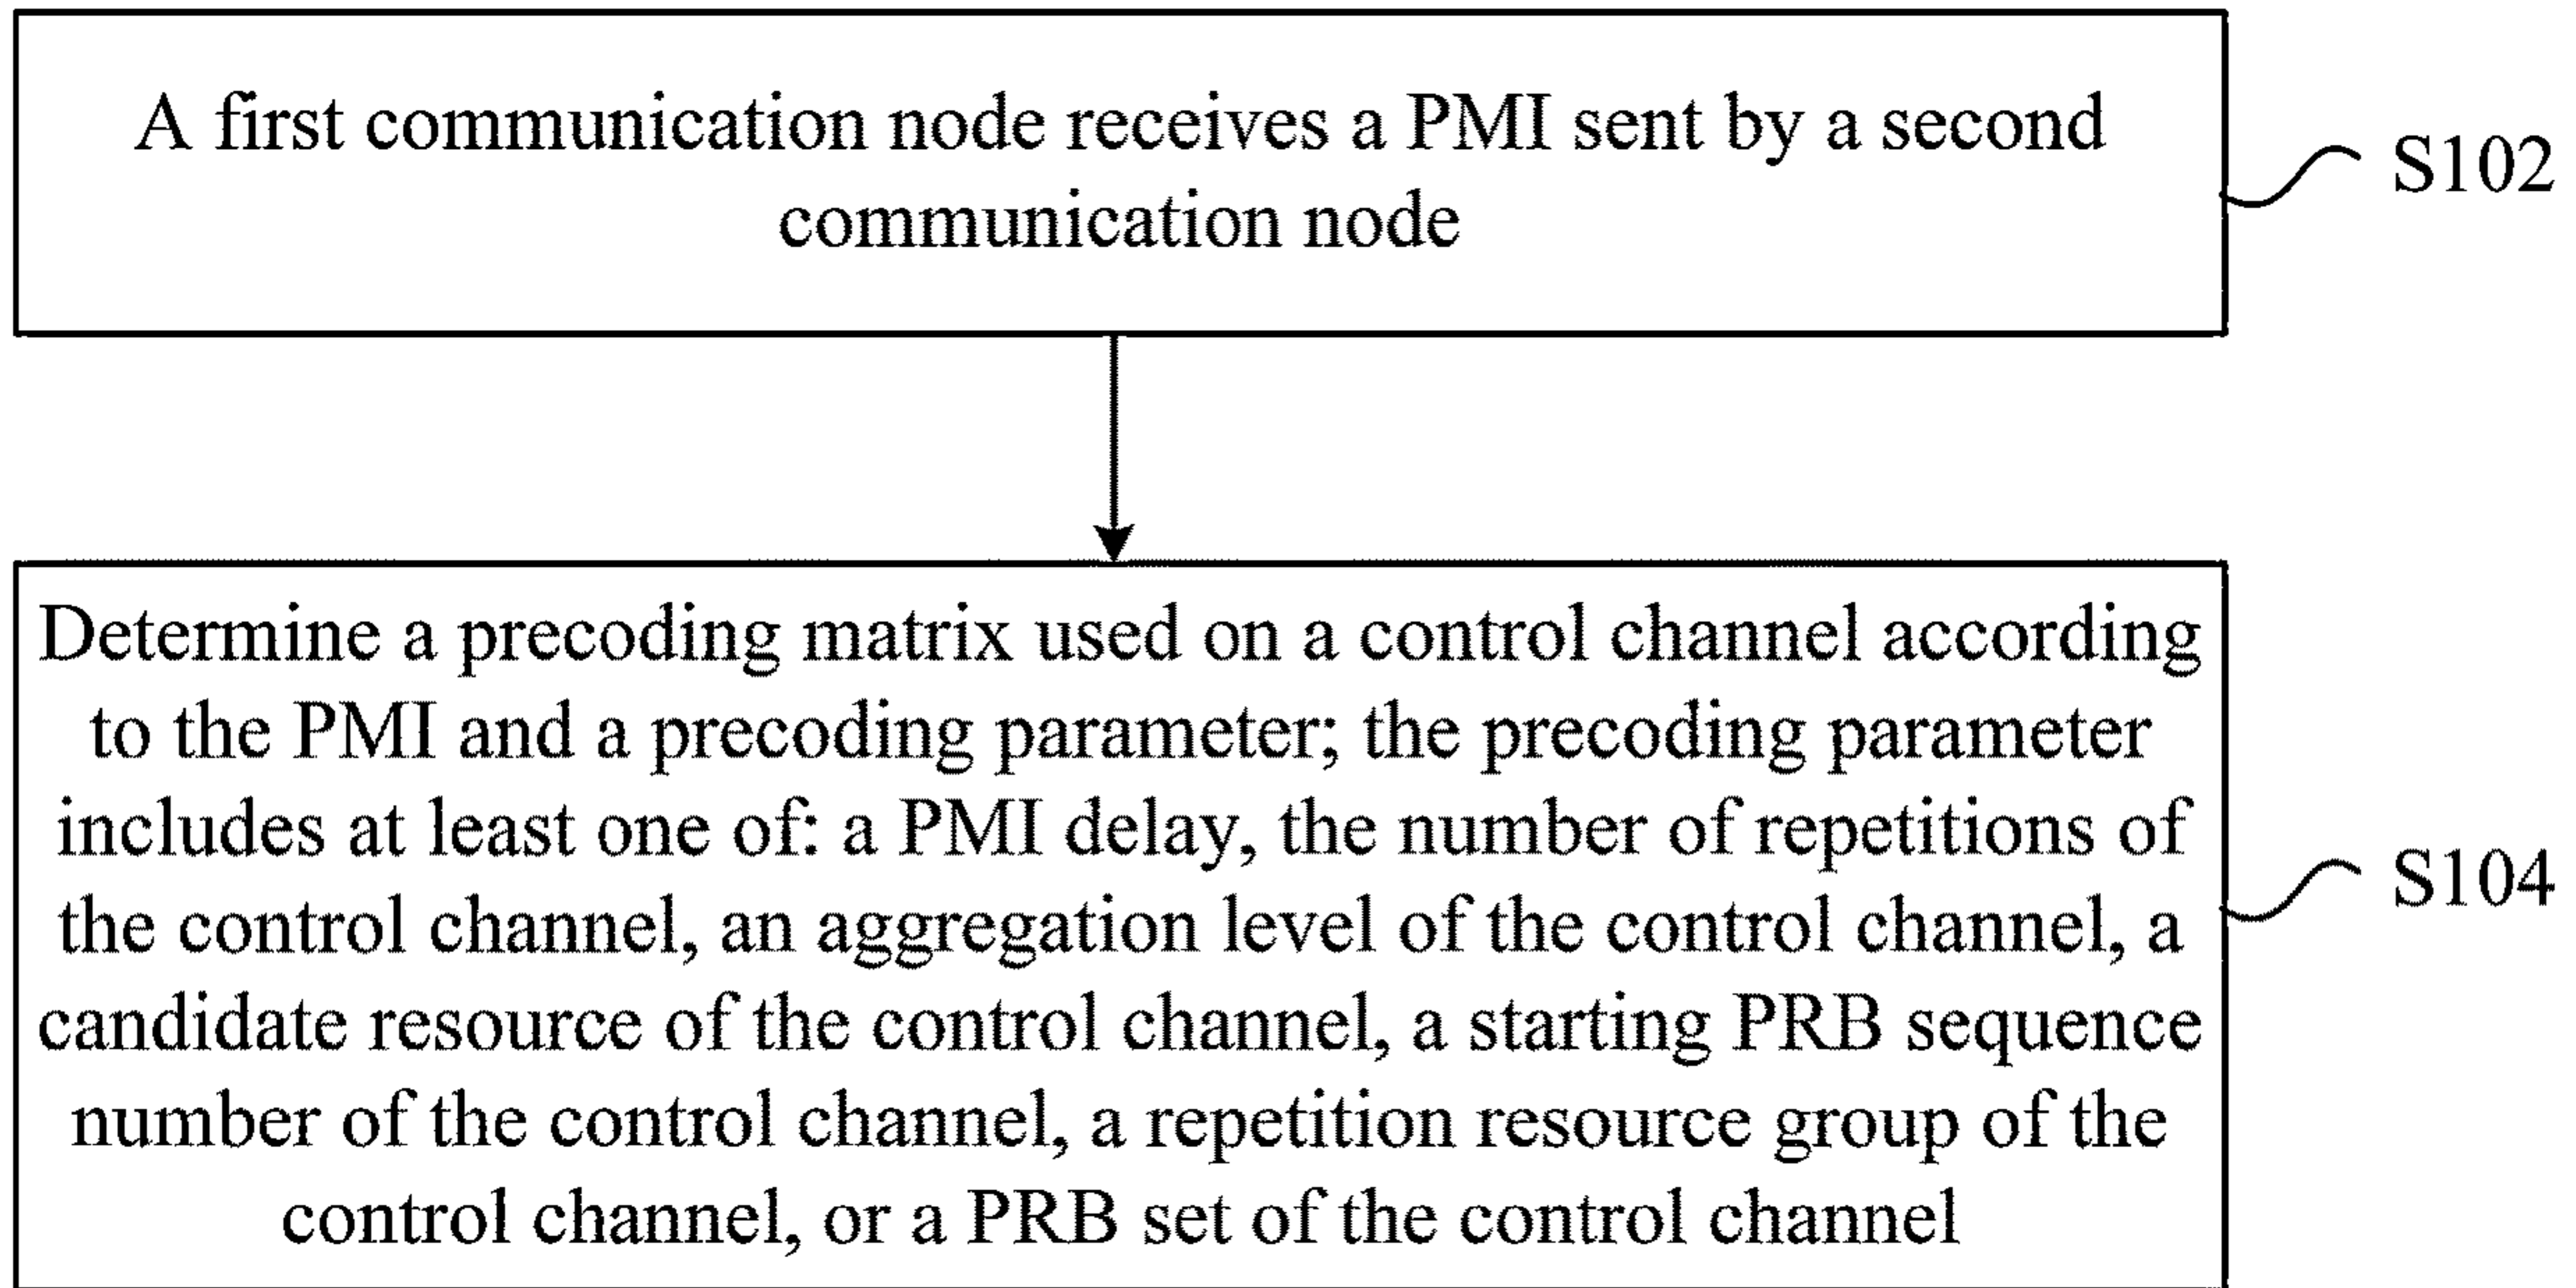 A first communication node receives a PMI sent by a second
communication node
S102
Determine a precoding matrix used on a control channel according
to the PMI and a precoding parameter; the precoding parameter
includes at least one of: a PMI delay, the number of repetitions of
the control channel, an aggregation level of the control channel, a
candidate resource of the control channel, a starting PRB sequence
number of the control channel, a repetition resource group of the
control channel, or a PRB set of the control channel
S104